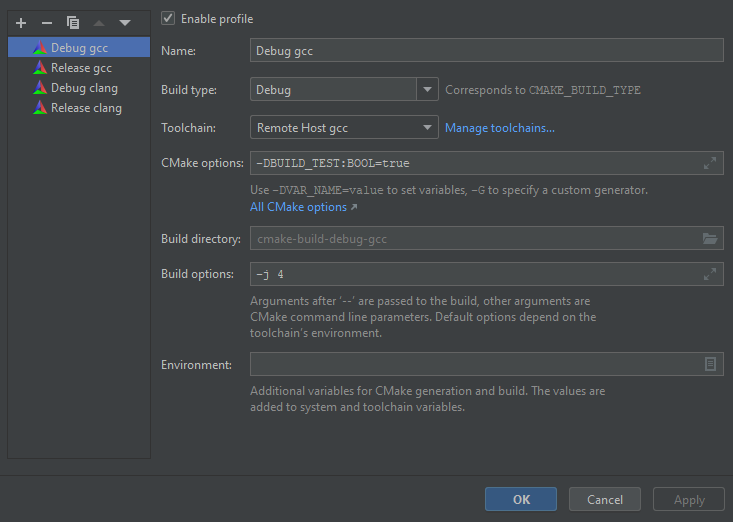 Debug gcc
Release gcc
Debug clang
Release clang
Enable profile
Name:
Debug gcc
Build type:
Debug
Corresponds to CMAKE_BUILD_TYPE
Toolchain:
Remote Host gcc
Manage toolchains...
CMake options:
-DBUILD_TEST:BOOL=true
Use -DVAR_NAME=value to set variables, -G to specify a custom generator.
All CMake options ↗
Build directory:
cmake-build-debug-gcc
Build options:
-j 4
Arguments after '--' are passed to the build, other arguments are
CMake command line parameters. Default options depend on the
toolchain's environment.
Environment:
Additional variables for CMake generation and build. The values are
added to system and toolchain variables.
OK
Cancel
Apply